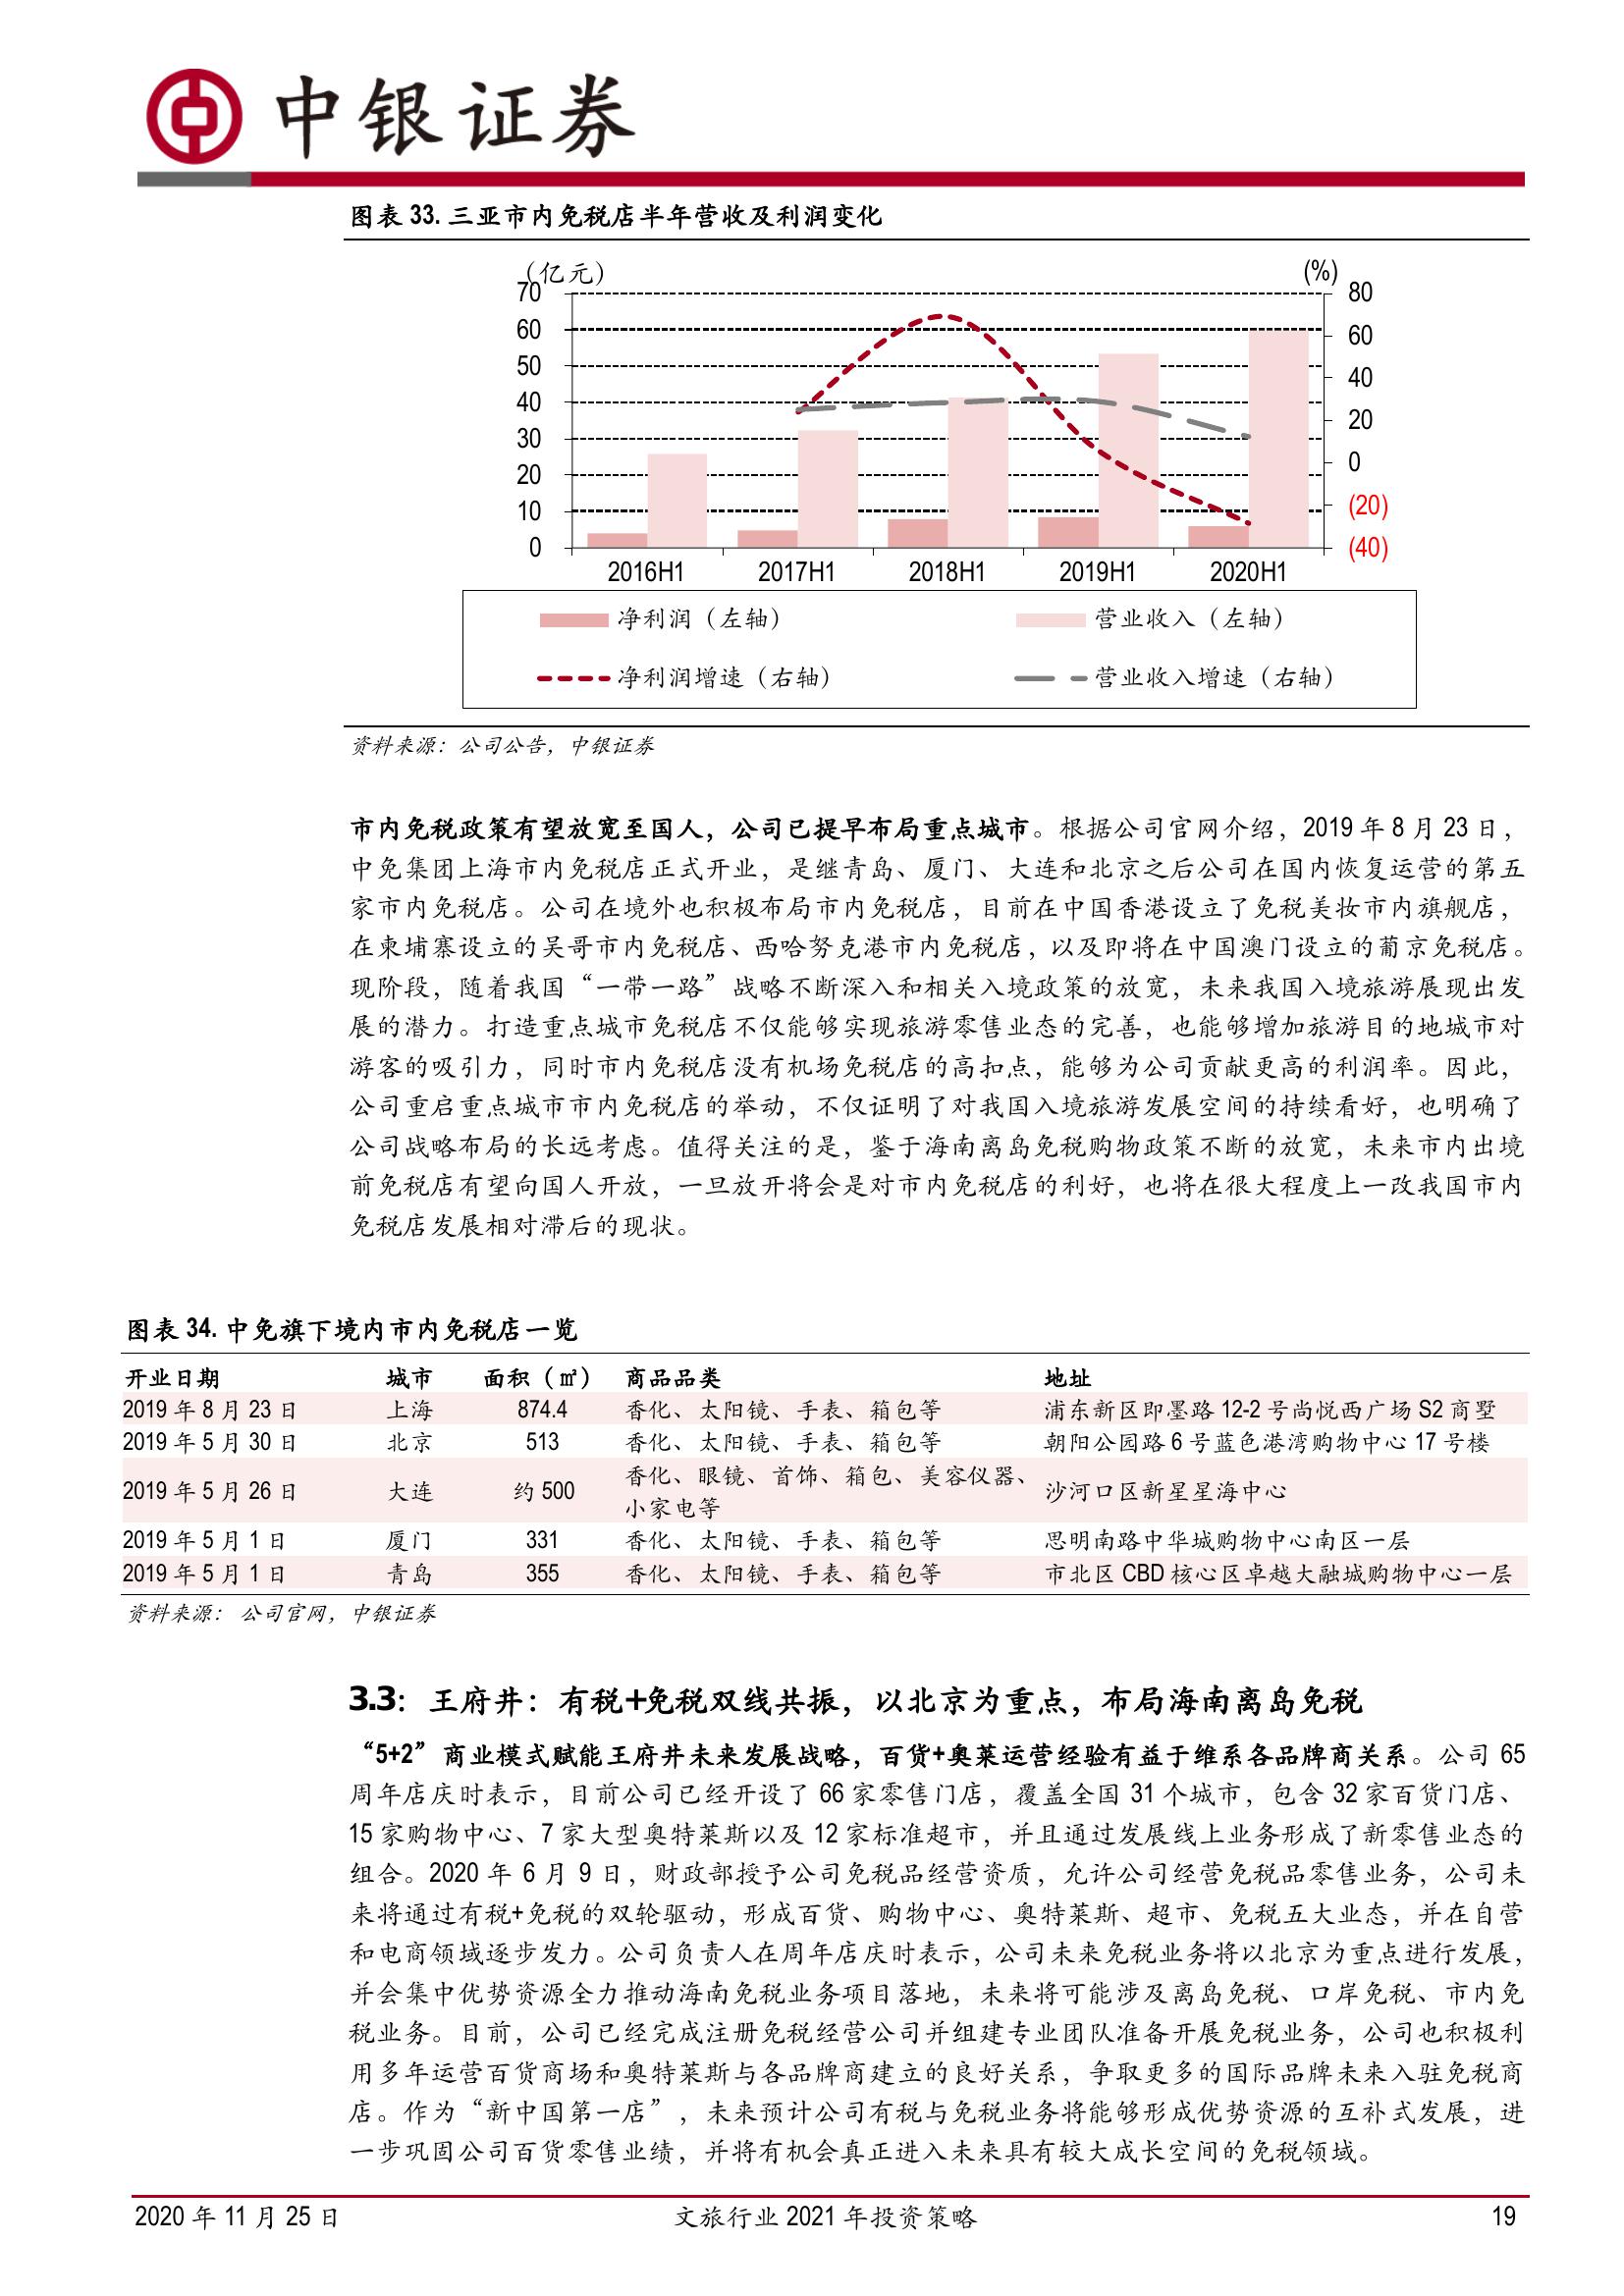 中银证券
图表 33. 三亚市内免税店半年营收及利润变化
（亿元）
(%)
70
60
50
40
30
20
10
0
80
60
40
20
0
(20)
(40)
2016H1 2017H1 2018H1 2019H1 2020H1
净利润（左轴） 营业收入（左轴）
净利润增速（右轴） 营业收入增速（右轴）
资料来源：公司公告，中银证券
市内免税政策有望放宽至国人，公司已提早布局重点城市。根据公司官网介绍，2019 年 8 月 23 日，
中免集团上海市内免税店正式开业，是继青岛、厦门、大连和北京之后公司在国内恢复运营的第五
家市内免税店。公司在境外也积极布局市内免税店，目前在中国香港设立了免税美妆市内旗舰店，
在柬埔寨设立的吴哥市内免税店、西哈努克港市内免税店，以及即将在中国澳门设立的葡京免税店。
现阶段，随着我国“一带一路”战略不断深入和相关入境政策的放宽，未来我国入境旅游展现出发
展的潜力。打造重点城市免税店不仅能够实现旅游零售业态的完善，也能够增加旅游目的地城市对
游客的吸引力，同时市内免税店没有机场免税店的高扣点，能够为公司贡献更高的利润率。因此，
公司重启重点城市市内免税店的举动，不仅证明了对我国入境旅游发展空间的持续看好，也明确了
公司战略布局的长远考虑。值得关注的是，鉴于海南离岛免税购物政策不断的放宽，未来市内出境
前免税店有望向国人开放，一旦放开将会是对市内免税店的利好，也将在很大程度上一改我国市内
免税店发展相对滞后的现状。
图表 34. 中免旗下境内市内免税店一览
开业日期 城市 面积（㎡） 商品品类 地址
2019 年 8 月 23 日 上海 874.4 香化、太阳镜、手表、箱包等 浦东新区即墨路 12-2 号尚悦西广场 S2 商墅
2019 年 5 月 30 日 北京 513 香化、太阳镜、手表、箱包等 朝阳公园路 6 号蓝色港湾购物中心 17 号楼
2019 年 5 月 26 日 大连 约 500 香化、眼镜、首饰、箱包、美容仪器、 沙河口区新星星海中心
小家电等
2019 年 5 月 1 日 厦门 331 香化、太阳镜、手表、箱包等 思明南路中华城购物中心南区一层
2019 年 5 月 1 日 青岛 355 香化、太阳镜、手表、箱包等 市北区 CBD 核心区卓越大融城购物中心一层
资料来源：公司官网，中银证券
3.3：王府井：有税+免税双线共振，以北京为重点，布局海南离岛免税
“5+2”商业模式赋能王府井未来发展战略，百货+奥莱运营经验有益于维系各品牌商关系。公司 65
周年店庆时表示，目前公司已经开设了 66 家零售门店，覆盖全国 31 个城市，包含 32 家百货门店、
15 家购物中心、7 家大型奥特莱斯以及 12 家标准超市，并且通过发展线上业务形成了新零售业态的
组合。2020 年 6 月 9 日，财政部授予公司免税品经营资质，允许公司经营免税品零售业务，公司未
来将通过有税+免税的双轮驱动，形成百货、购物中心、奥特莱斯、超市、免税五大业态，并在自营
和电商领域逐步发力。公司负责人在周年店庆时表示，公司未来免税业务将以北京为重点进行发展，
并会集中优势资源全力推动海南免税业务项目落地，未来将可能涉及离岛免税、口岸免税、市内免
税业务。目前，公司已经完成注册免税经营公司并组建专业团队准备开展免税业务，公司也积极利
用多年运营百货商场和奥特莱斯与各品牌商建立的良好关系，争取更多的国际品牌未来入驻免税商
店。作为“新中国第一店”，未来预计公司有税与免税业务将能够形成优势资源的互补式发展，进
一步巩固公司百货零售业绩，并将有机会真正进入未来具有较大成长空间的免税领域。
2020 年 11 月 25 日 文旅行业 2021 年投资策略 19